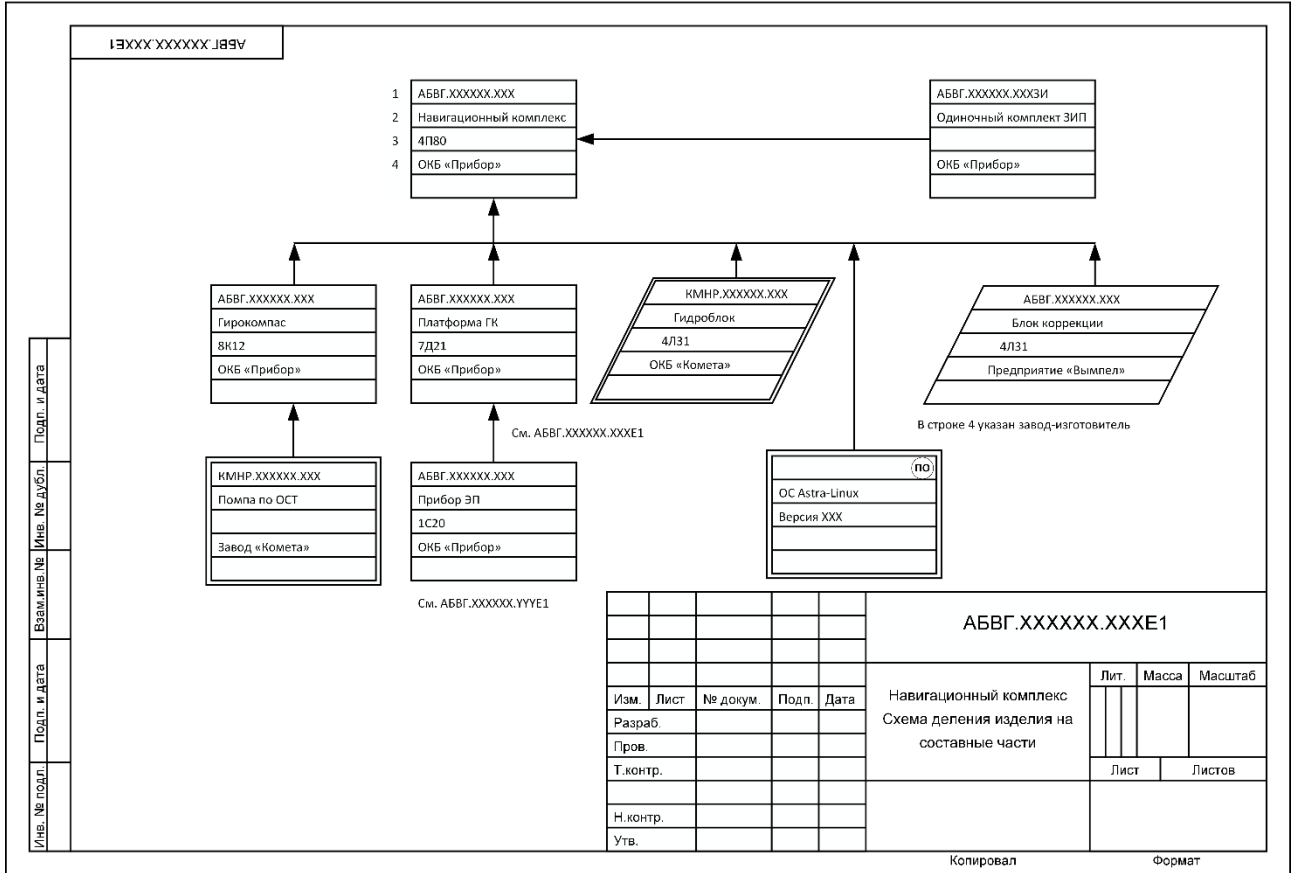 АБВГ.XXXXXX.XXXЕ1
1
АБВГ.XXXXXX.XXX
2
Навигационный комплекс
3
4П80
4
ОКБ «Прибор»
АБВГ.XXXXXX.XXXЗИ
Одиночный комплект ЗИП
ОКБ «Прибор»
АБВГ.XXXXXX.XXX
Гирокомпас
8К12
ОКБ «Прибор»
АБВГ.XXXXXX.XXX
Платформа ГК
7Д21
ОКБ «Прибор»
См. АБВГ.XXXXXX.XXXЕ1
КМНР.XXXXXX.XXX
Гидроблок
4Л31
ОКБ «Комета»
АБВГ.XXXXXX.XXX
Блок коррекции
4Л31
Предприятие «Вымпел»
В строке 4 указан завод-изготовитель
КМНР.XXXXXX.XXX
Помпа по ОСТ
Завод «Комета»
АБВГ.XXXXXX.XXX
Прибор ЭП
1С20
ОКБ «Прибор»
См. АБВГ.XXXXXX.YYYЕ1
ПО
ОС Astra-Linux
Версия XXX
Подп. и дата
Инв. № дубл.
Взам.инв.№
Подп. и дата
Инв. № подл.
АБВГ.XXXXXX.XXXЕ1
Изм. Лист № докум. Подп. Дата
Разраб.
Пров.
Т.контр.
Н.контр.
Утв.
Навигационный комплекс
Схема деления изделия на
составные части
Лит. Масса Масштаб
Лист Листов
Копировал Формат